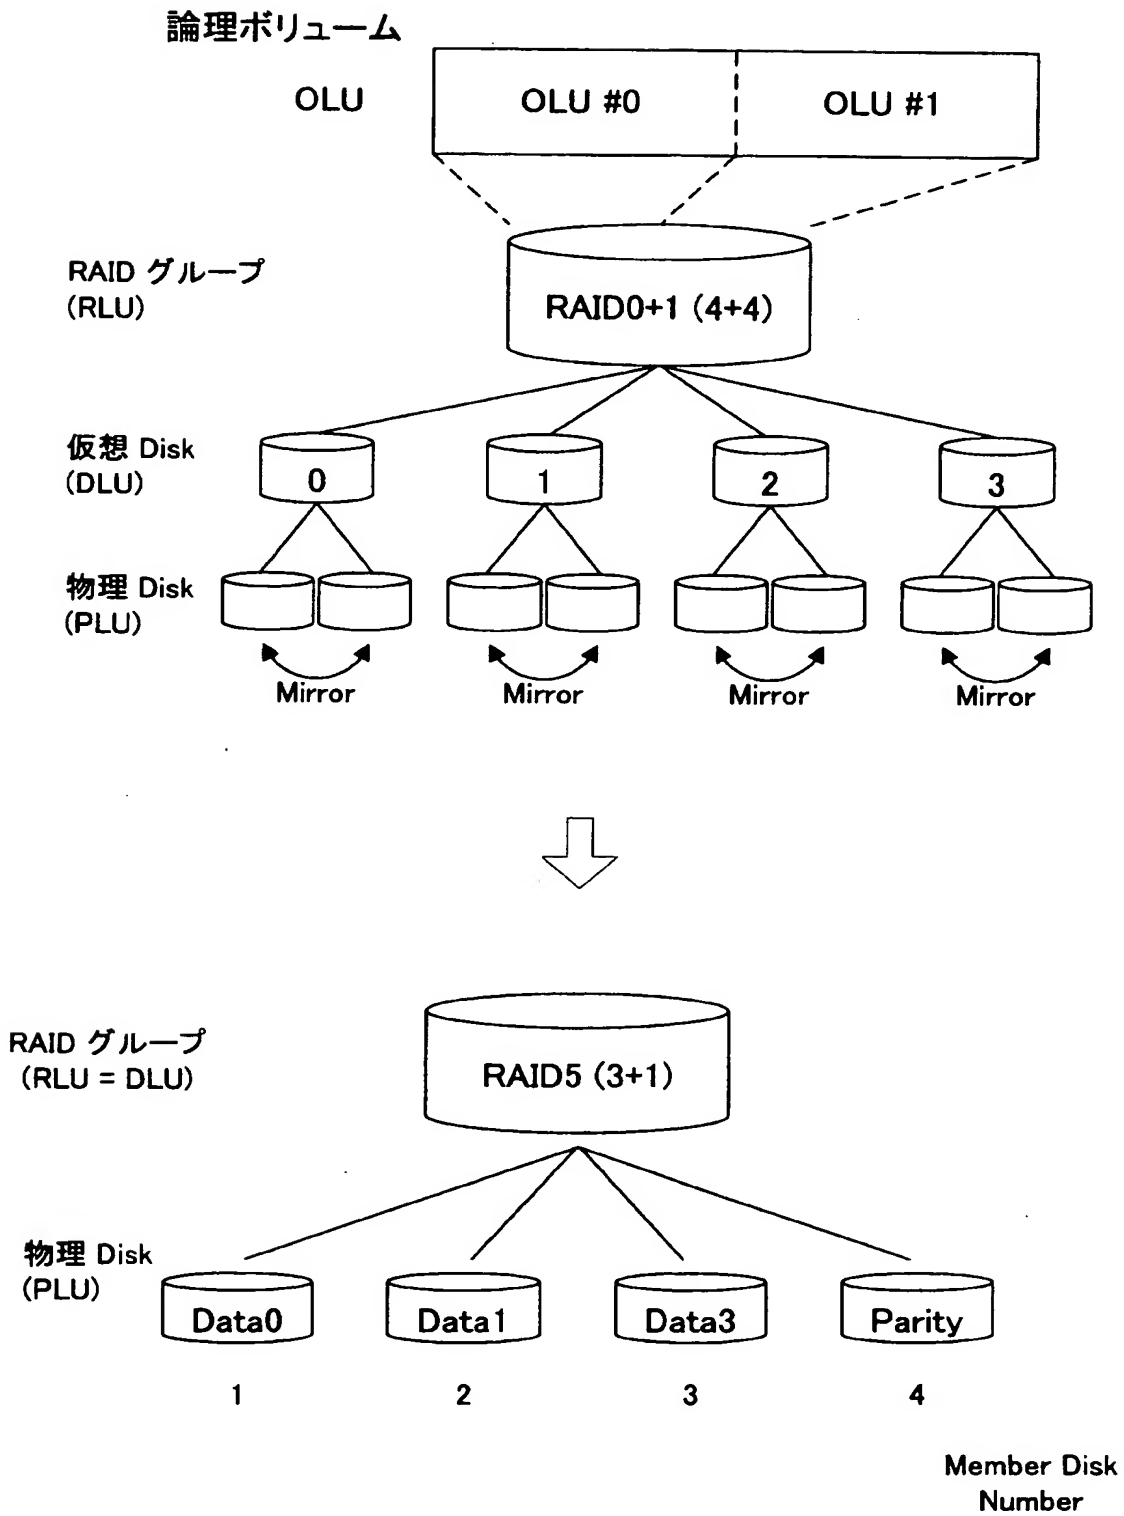 論理ボリューム
OLU
OLU #0
OLU #1
RAID グループ
(RLU)
RAID0+1 (4+4)
仮想 Disk
(DLU)
0
1
2
3
物理 Disk
(PLU)
Mirror
Mirror
Mirror
Mirror
RAID グループ
(RLU = DLU)
RAID5 (3+1)
物理 Disk
(PLU)
Data0
Data1
Data3
Parity
1
2
3
4
Member Disk
Number